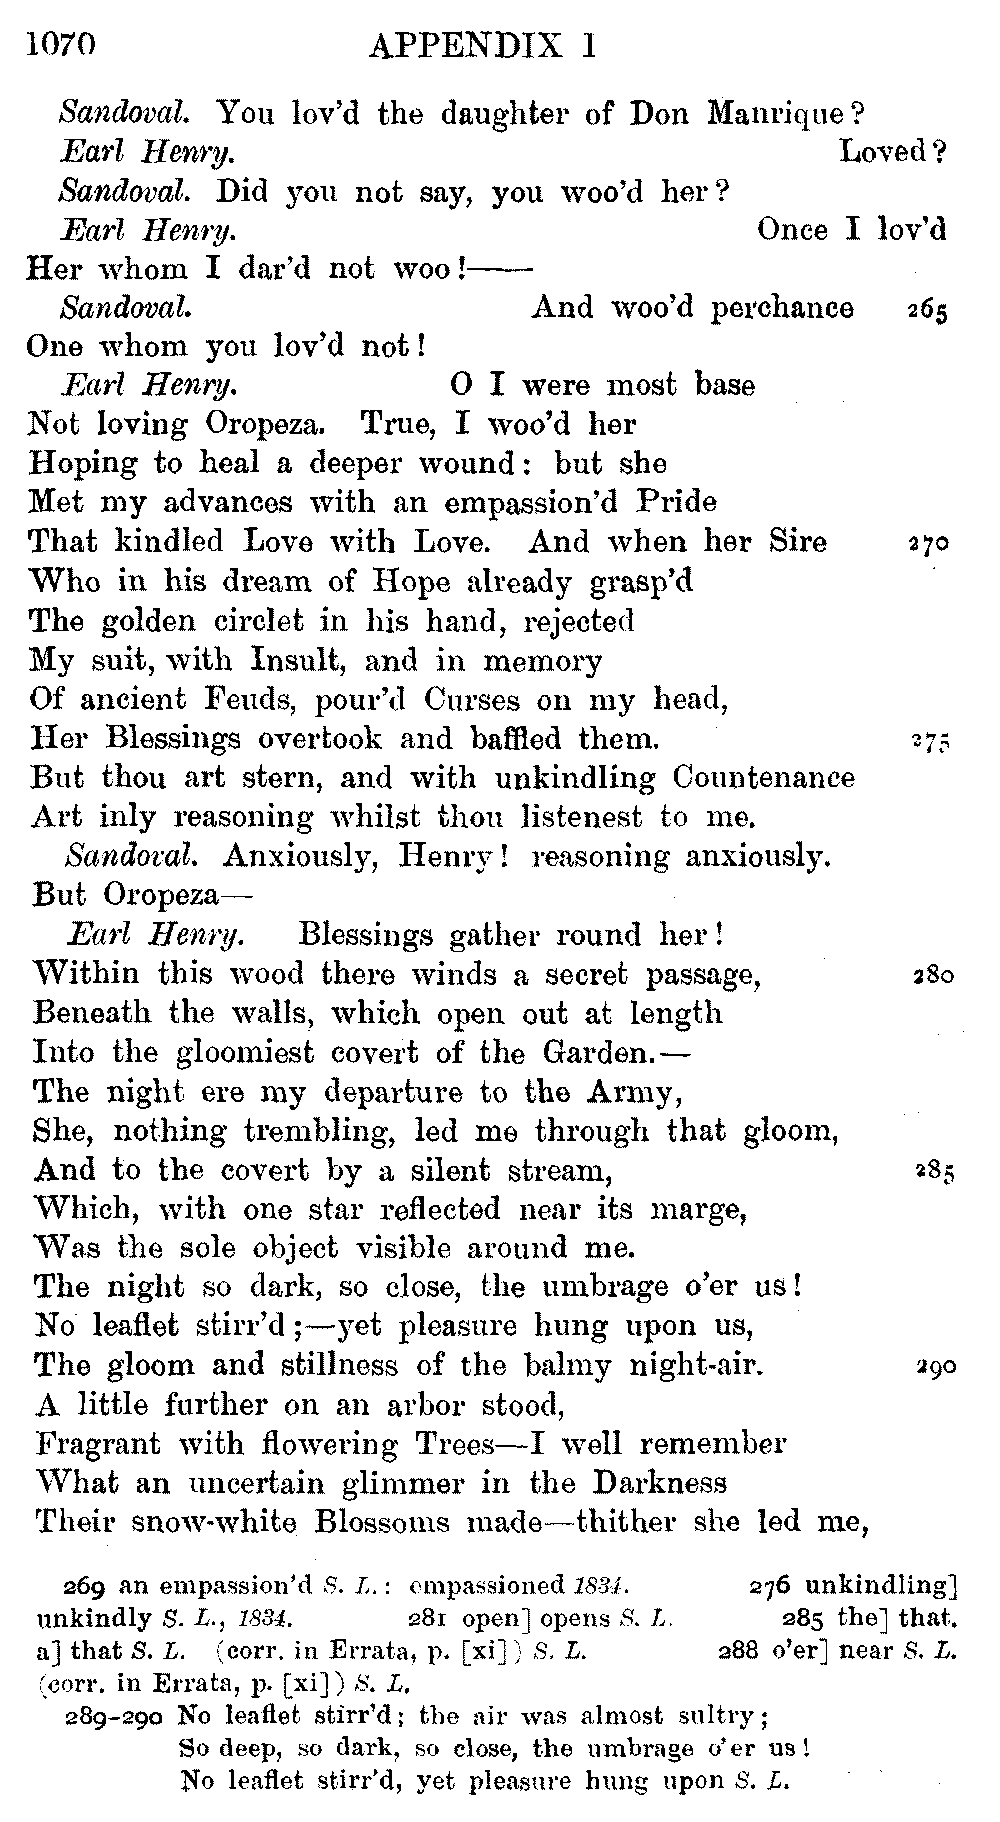 1070 APPENDIX 1
Sandoval. You lov'd the daughter of Don Manrique?
Earl Henry. Loved?
Sandoval. Did you not say, you woo'd her?
Earl Henry. Once I lov'd
Her whom I dar'd not woo!——
Sandoval. And woo'd perchance 265
One whom you lov'd not!
Earl Henry. O I were most base
Not loving Oropeza. True, I woo'd her
Hoping to heal a deeper wound: but she
Met my advances with an empassion'd Pride
That kindled Love with Love. And when her Sire 270
Who in his dream of Hope already grasp'd
The golden circlet in his hand, rejected
My suit, with Insult, and in memory
Of ancient Feuds, pour'd Curses on my head,
Her Blessings overtook and baffled them. 275
But thou art stern, and with unkindling Countenance
Art inly reasoning whilst thou listenest to me.
Sandoval. Anxiously, Henry! reasoning anxiously.
But Oropeza—
Earl Henry. Blessings gather round her!
Within this wood there winds a secret passage, 280
Beneath the walls, which open out at length
Into the gloomiest covert of the Garden.—
The night ere my departure to the Army,
She, nothing trembling, led me through that gloom,
And to the covert by a silent stream, 285
Which, with one star reflected near its marge,
Was the sole object visible around me.
The night so dark, so close, the umbrage o'er us!
No leaflet stirr'd;—yet pleasure hung upon us,
The gloom and stillness of the balmy night-air. 290
A little further on an arbor stood,
Fragrant with flowering Trees—I well remember
What an uncertain glimmer in the Darkness
Their snow-white Blossoms made—thither she led me,
269 an empassion'd S. L.: empassioned 1834. 276 unkindling]
unkindly S. L., 1834. 281 open] opens S. L. 285 the] that.
a] that S. L. (corr. in Errata, p. [xi]) S. L. 288 o'er] near S. L.
(corr. in Errata, p. [xi]) S. L.
289-290 No leaflet stirr'd; the air was almost sultry;
So deep, so dark, so close, the umbrage o'er us!
No leaflet stirr'd, yet pleasure hung upon S. L.